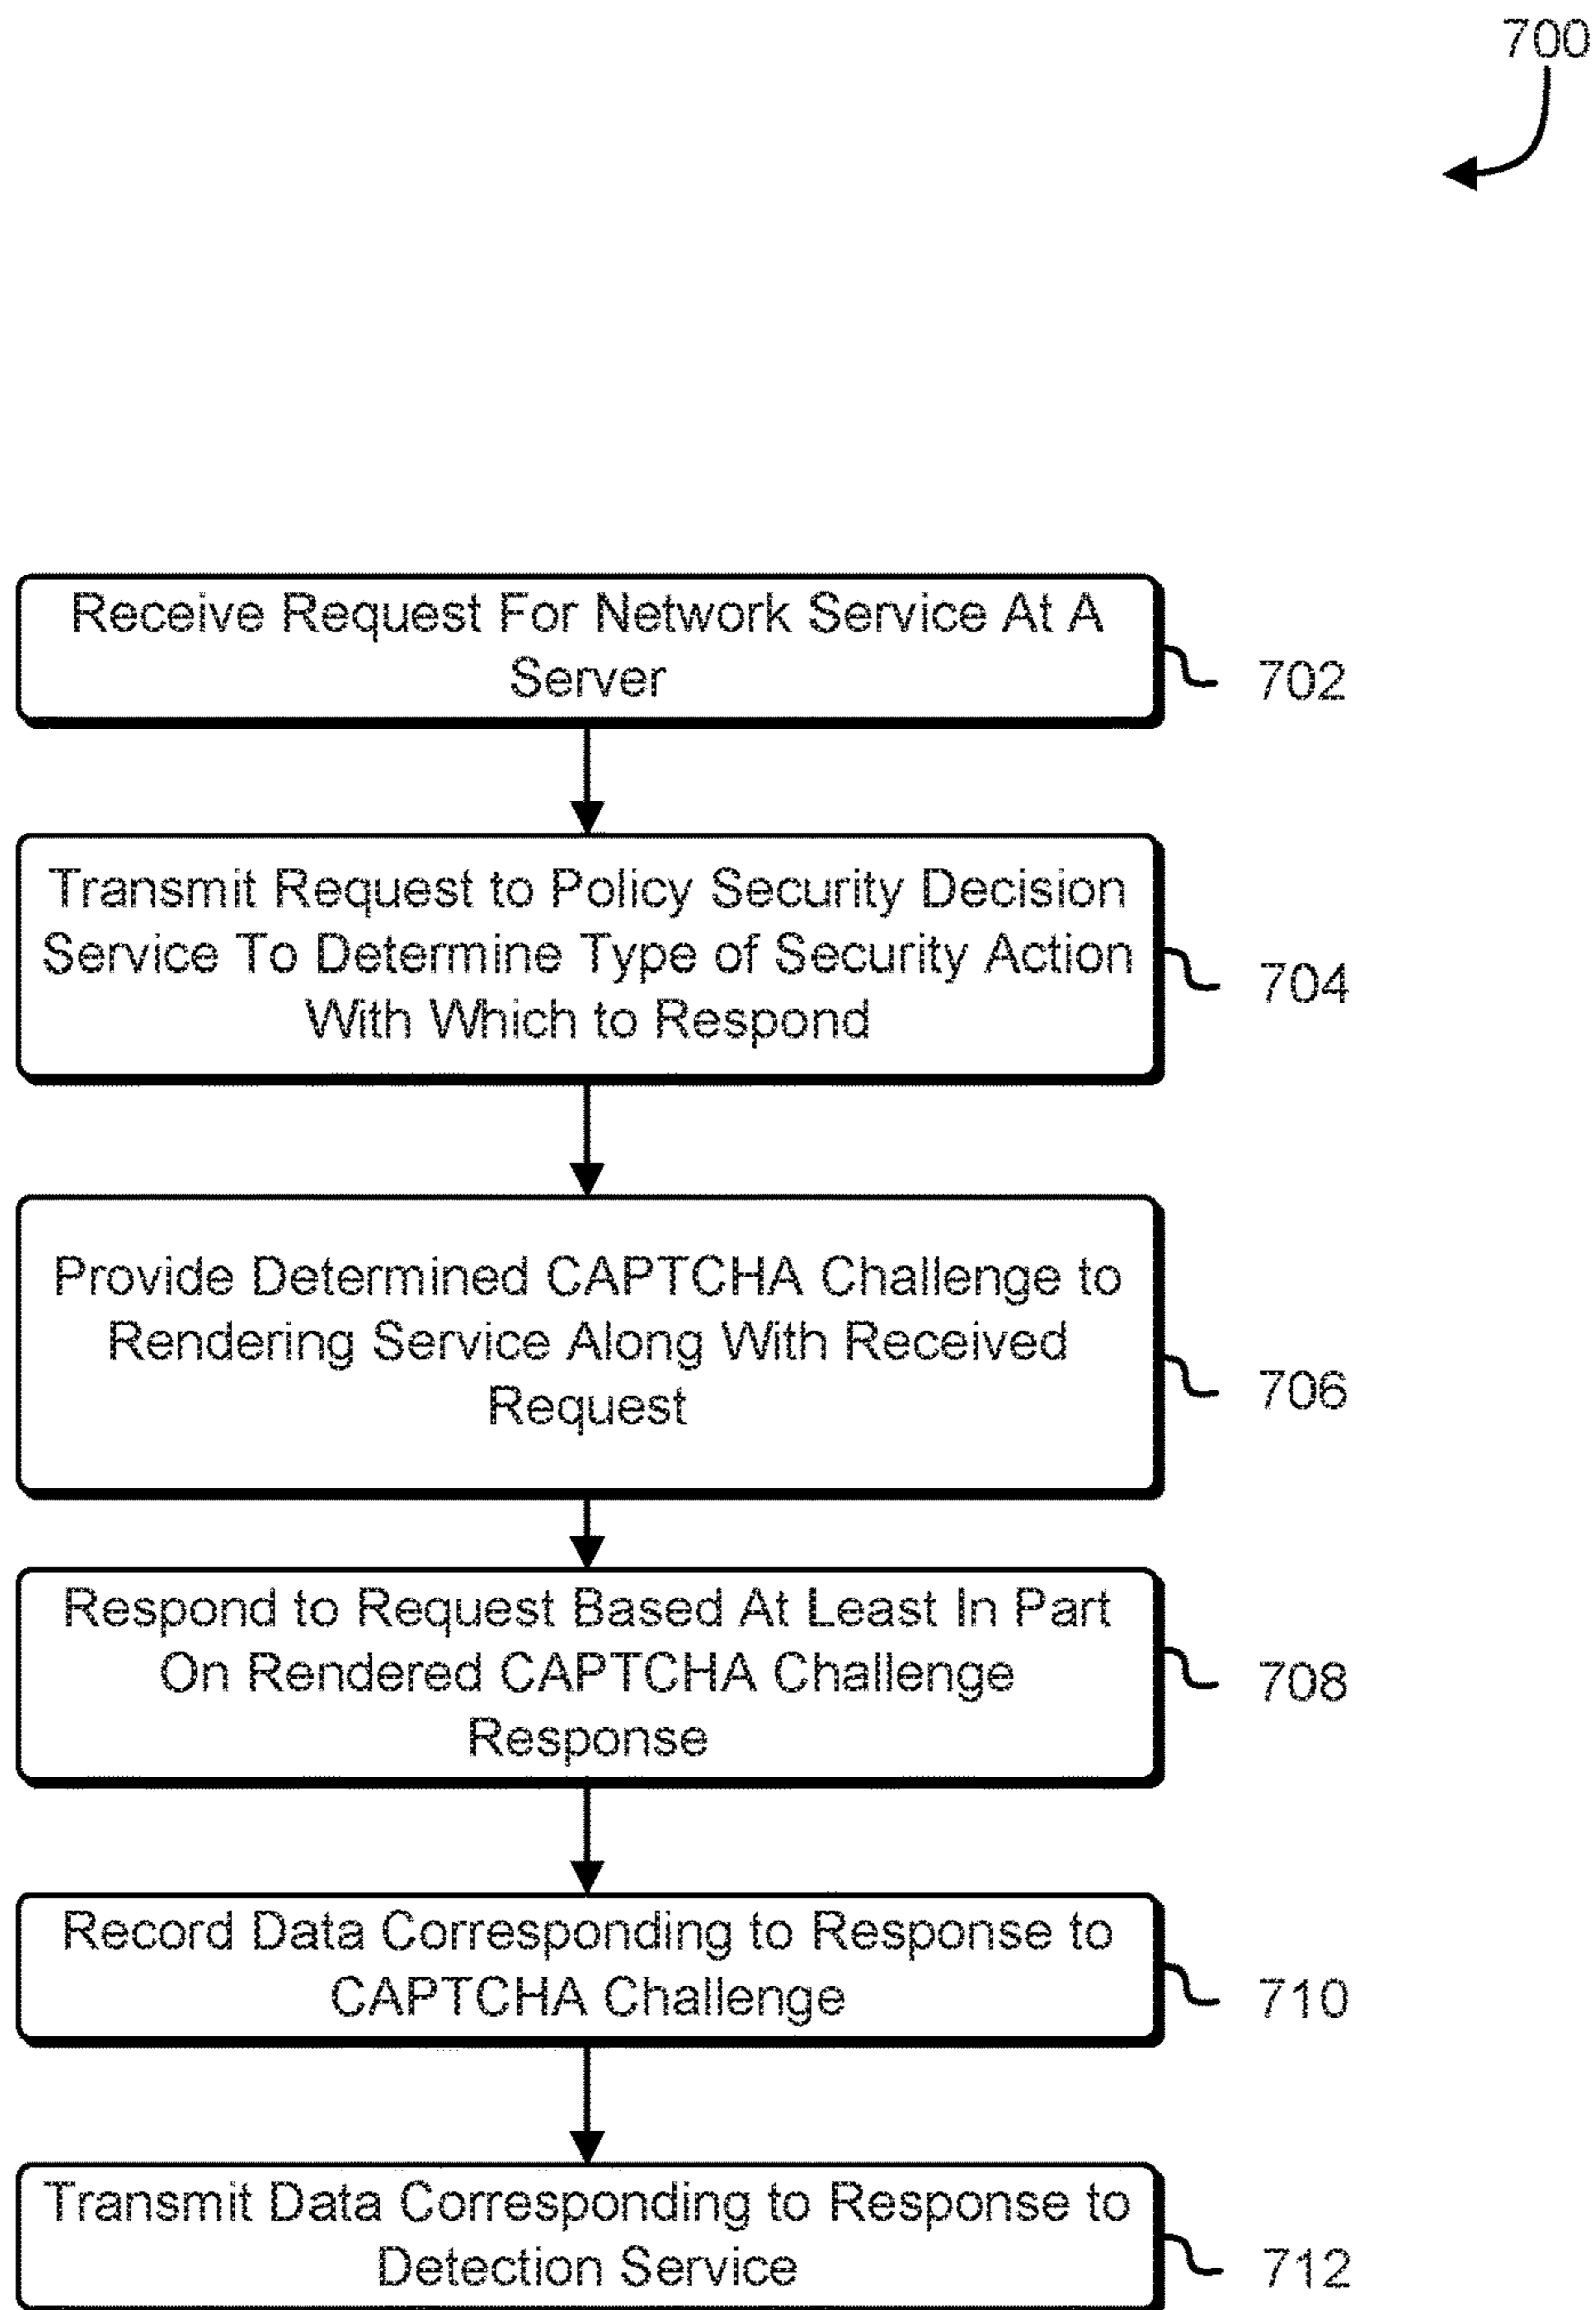 700
Receive Request For Network Service At A
Server
702
Transmit Request to Policy Security Decision
Service To Determine Type of Security Action
With Which to Respond
704
Provide Determined CAPTCHA Challenge to
Rendering Service Along With Received
Request
706
Respond to Request Based At Least In Part
On Rendered CAPTCHA Challenge
Response
708
Record Data Corresponding to Response to
CAPTCHA Challenge
710
Transmit Data Corresponding to Response to
Detection Service
712